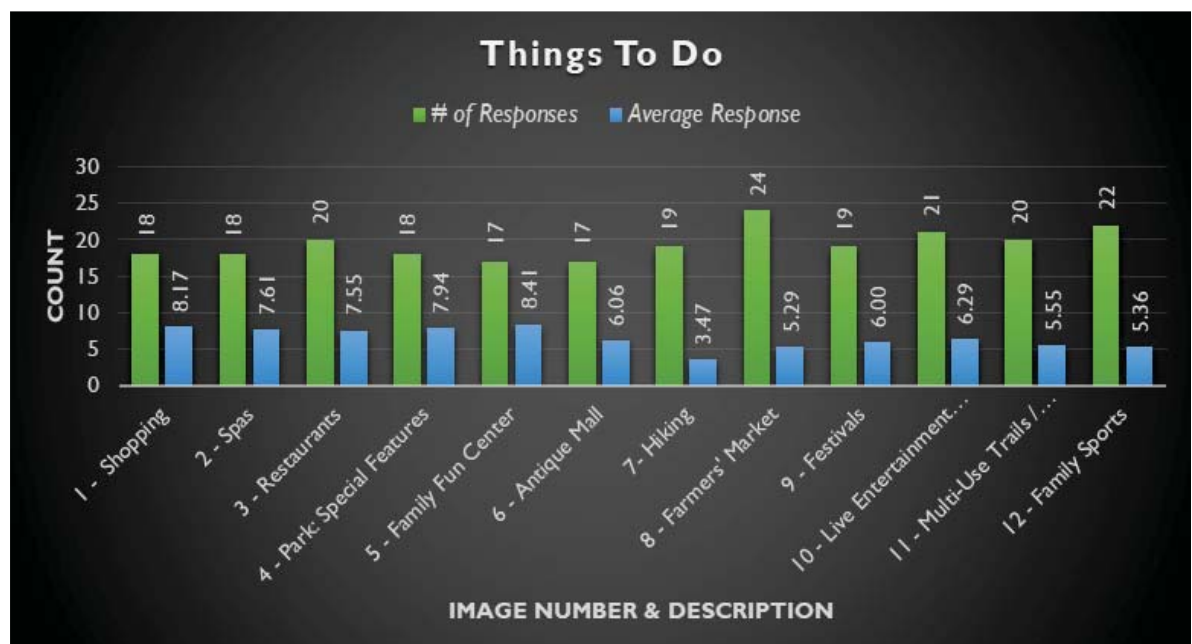 Things To Do
# of Responses Average Response
COUNT
30
25
20
15
10
5
0
18 8.17
18 7.61
20 7.55
18 7.94
17 8.41
17 6.06
19 3.47
24 5.29
19 6.00
21 6.29
20 5.55
22 5.36
1 - Shopping
2 - Spas
3 - Restaurants
4 - Park: Special Features
5 - Family Fun Center
6 - Antique Mall
7- Hiking
8 - Farmers' Market
9 - Festivals
10 - Live Entertainment…
11 - Multi-Use Trails /…
12 - Family Sports
IMAGE NUMBER & DESCRIPTION